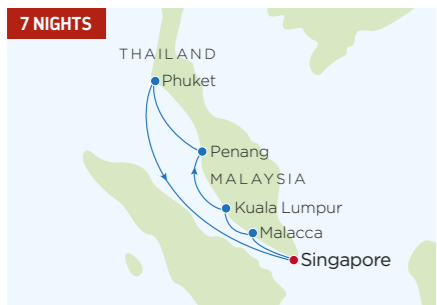 7 NIGHTS
THAILAND
Phuket
Penang
MALAYSIA
Kuala Lumpur
Malacca
Singapore